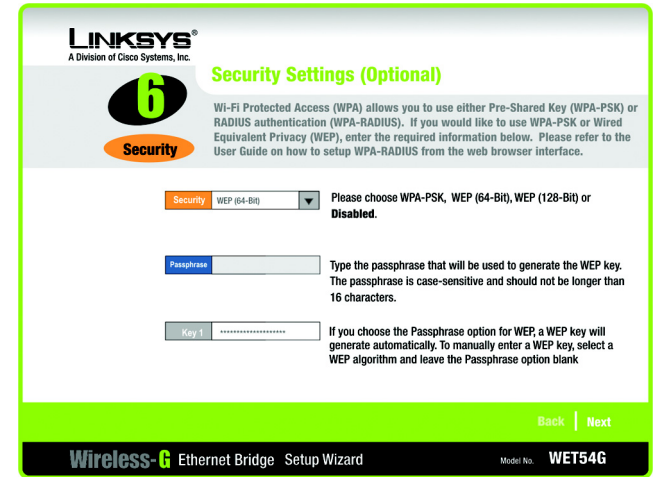 LINKSYS®
A Division of Cisco Systems, Inc.
6
Security
Security Settings (Optional)
Wi-Fi Protected Access (WPA) allows you to use either Pre-Shared Key (WPA-PSK) or
RADIUS authentication (WPA-RADIUS). If you would like to use WPA-PSK or Wired
Equivalent Privacy (WEP), enter the required information below. Please refer to the
User Guide on how to setup WPA-RADIUS from the web browser interface.
Security WEP (64-Bit)
Please choose WPA-PSK, WEP (64-Bit), WEP (128-Bit) or
Disabled.
Passphrase
Type the passphrase that will be used to generate the WEP key.
The passphrase is case-sensitive and should not be longer than
16 characters.
Key 1 ********************
If you choose the Passphrase option for WEP, a WEP key will
generate automatically. To manually enter a WEP key, select a
WEP algorithm and leave the Passphrase option blank
Back Next
Wireless-G Ethernet Bridge Setup Wizard Model No. WET54G